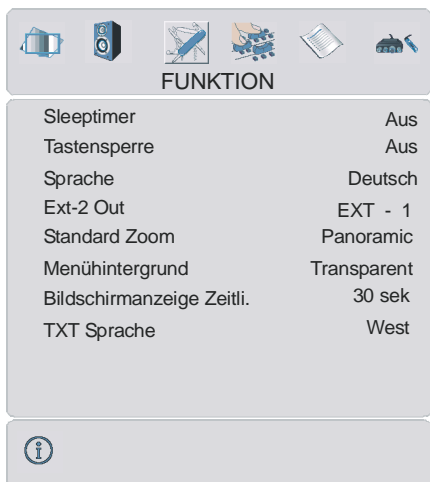 FUNKTION
Sleeptimer Aus
Tastensperre Aus
Sprache Deutsch
Ext-2 Out EXT - 1
Standard Zoom Panoramic
Menühintergrund Transparent
Bildschirmanzeige Zeitli. 30 sek
TXT Sprache West